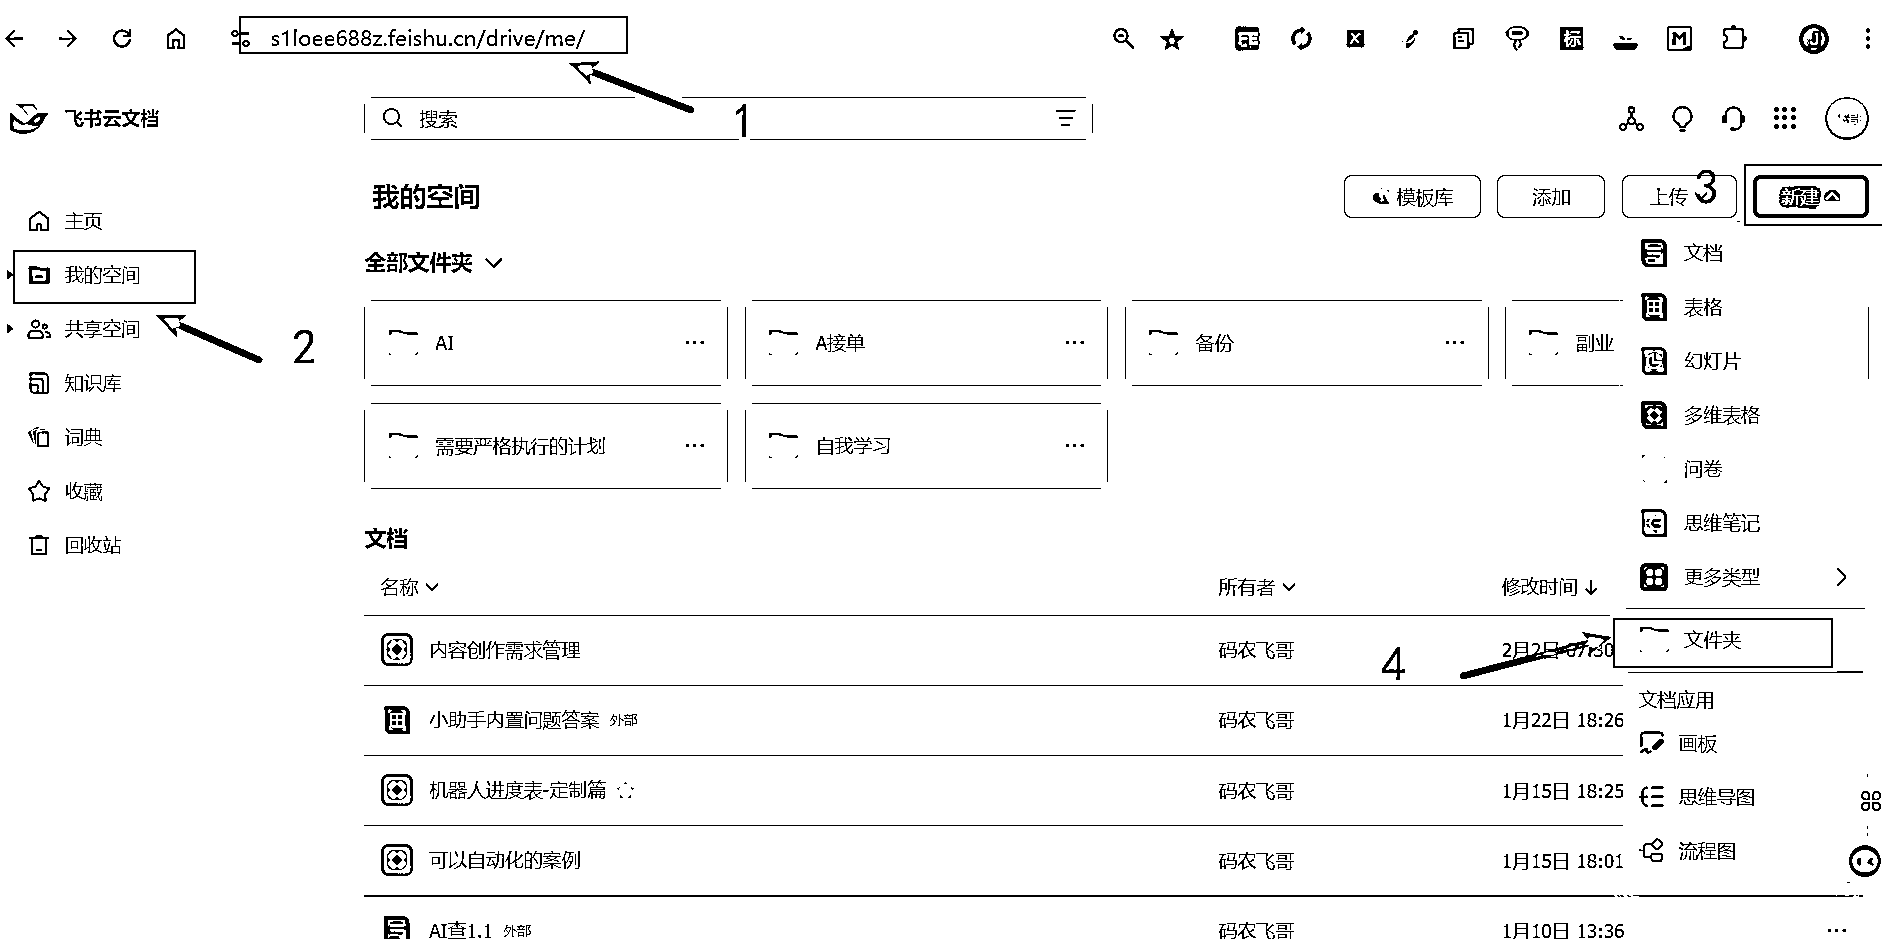 s1loee688z.feishu.cn/drive/me/
飞书云文档
搜索
1
主页
我的空间
共享空间
知识库
词典
收藏
回收站
2
我的空间
模板库
添加
上传
3
新建
全部文件夹
AI
A接单
备份
副业
需要严格执行的计划
自我学习
文档
名称
所有者
修改时间
内容创作需求管理
码农飞哥
2月2日 07:30
小助手内置问题答案 外部
码农飞哥
1月22日 18:26
机器人进度表-定制篇
码农飞哥
1月15日 18:25
可以自动化的案例
码农飞哥
1月15日 18:01
AI查1.1 外部
码农飞哥
1月10日 13:36
文档
表格
幻灯片
多维表格
问卷
思维笔记
更多类型
4
文件夹
文档应用
画板
思维导图
流程图